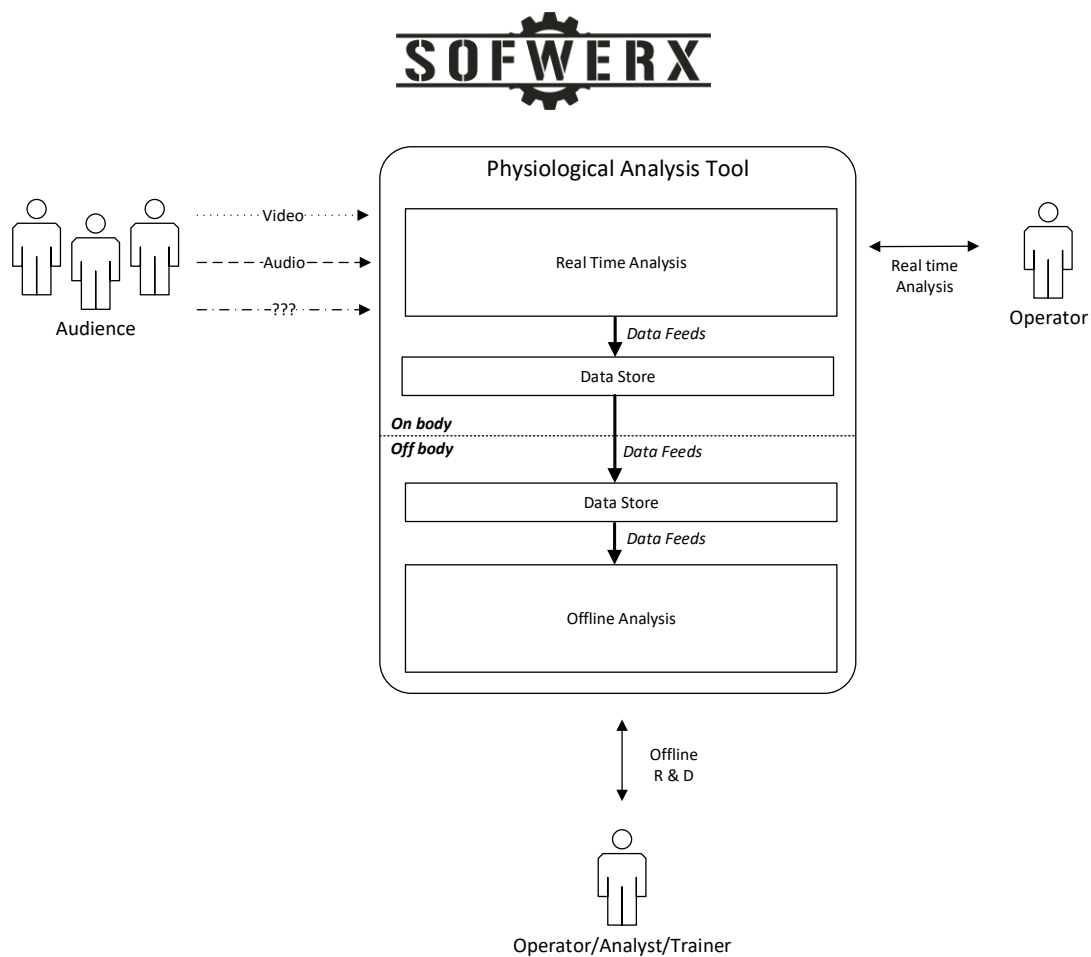 SOFWERX
Physiological Analysis Tool
Video
Audio
???
Audience
Real Time Analysis
Real time
Analysis
Operator
Data Feeds
Data Store
On body
Off body
Data Feeds
Data Store
Data Feeds
Offline Analysis
Offline
R & D
Operator/Analyst/Trainer